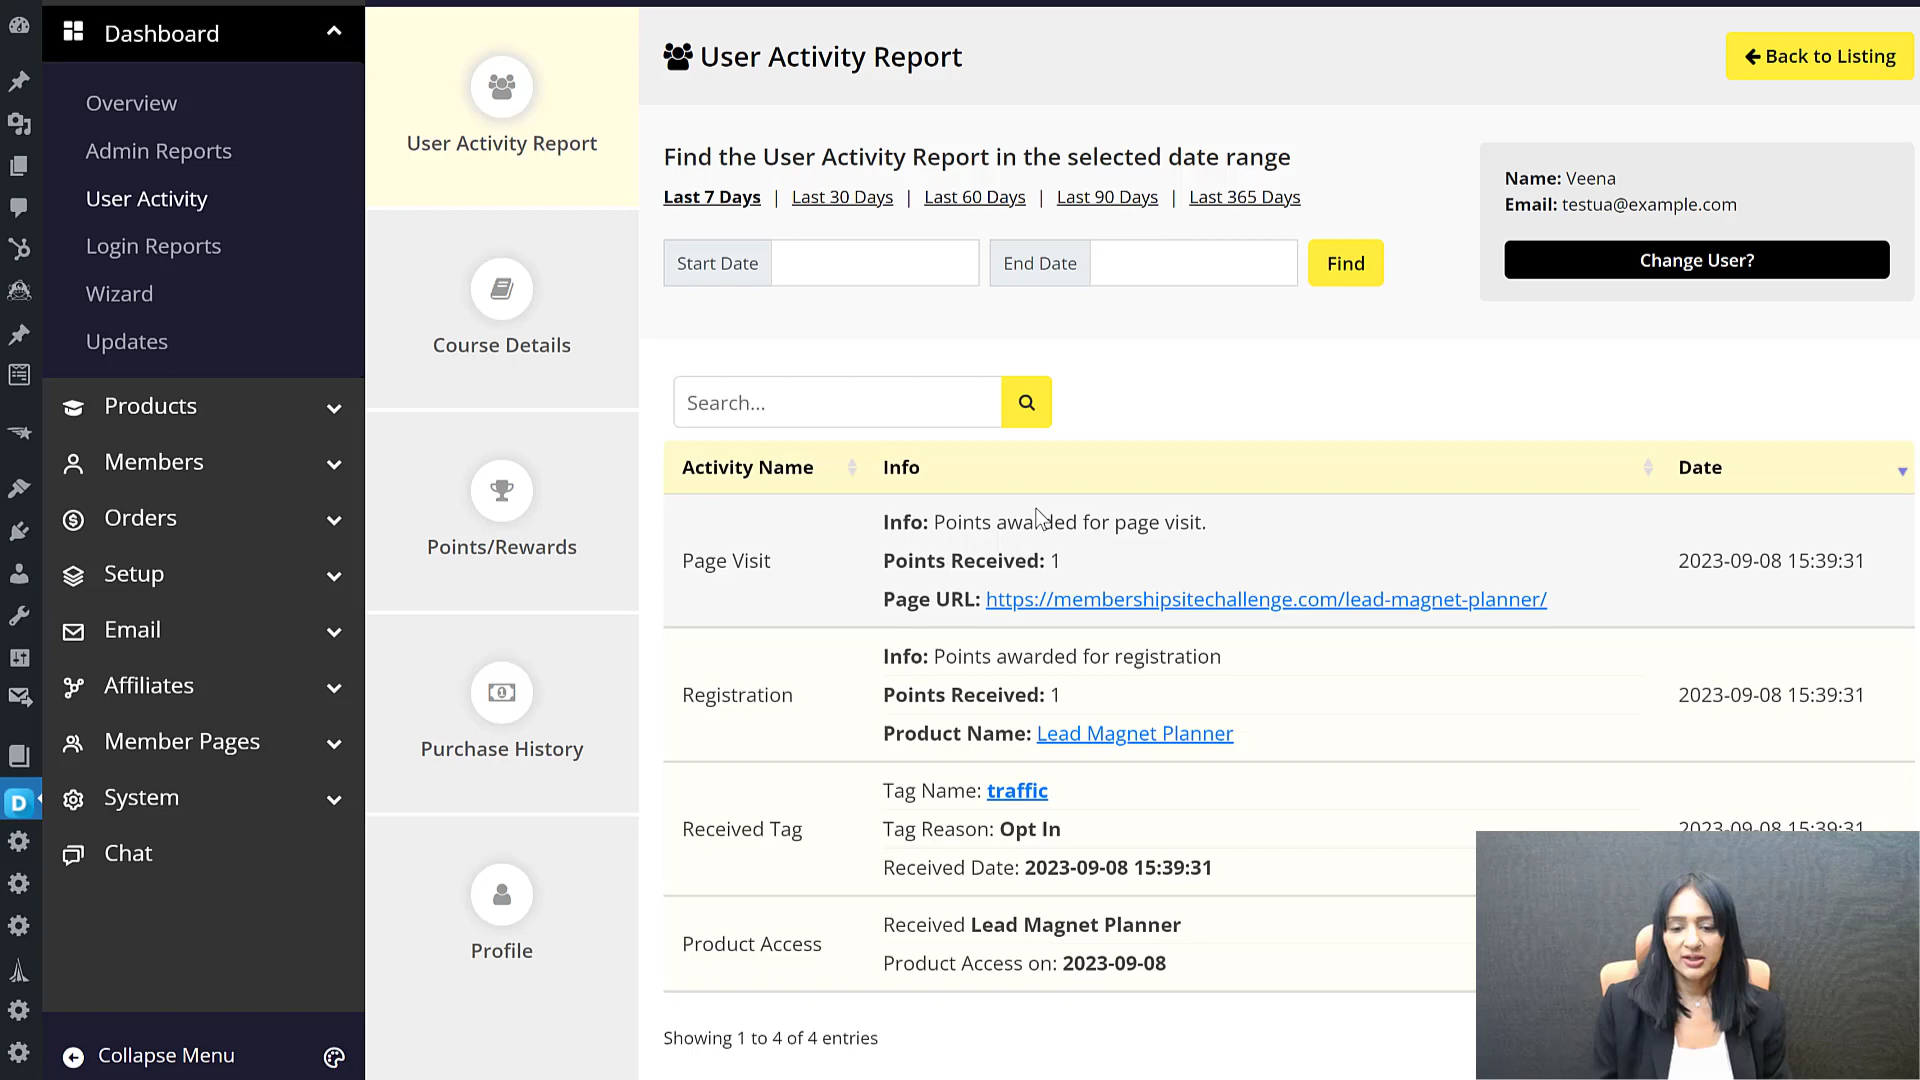 Dashboard
Overview
Admin Reports
User Activity
Login Reports
Wizard
Updates
Products
Members
Orders
Setup
Email
Affiliates
Member Pages
System
Chat
Collapse Menu
D
User Activity Report
Course Details
Points/Rewards
Purchase History
Profile
User Activity Report
Back to Listing
Find the User Activity Report in the selected date range
Last 7 Days | Last 30 Days | Last 60 Days | Last 90 Days | Last 365 Days
Start Date
End Date
Find
Name: Veena
Email: testua@example.com
Change User?
Search...
Activity Name Info Date
Page Visit
Info: Points awarded for page visit.
Points Received: 1
Page URL: https://membershipsitechallenge.com/lead-magnet-planner/
2023-09-08 15:39:31
Registration
Info: Points awarded for registration
Points Received: 1
Product Name: Lead Magnet Planner
2023-09-08 15:39:31
Received Tag
Tag Name: traffic
Tag Reason: Opt In
Received Date: 2023-09-08 15:39:31
2023-09-08 15:39:31
Product Access
Received Lead Magnet Planner
Product Access on: 2023-09-08
Showing 1 to 4 of 4 entries